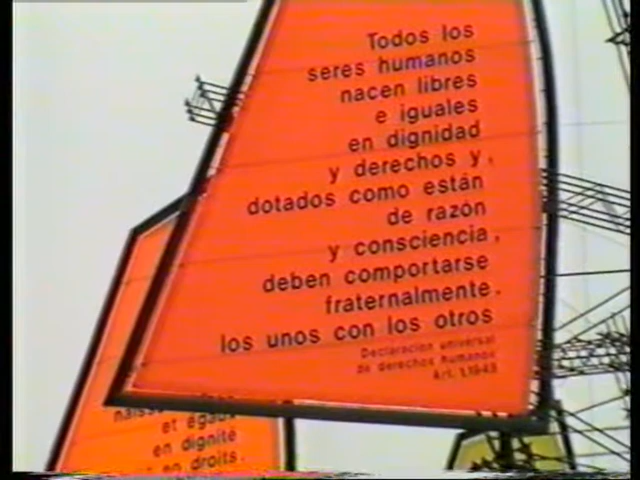 Todos los
seres humanos
nacen libres
e iguales
en dignidad
y derechos y,
dotados como están
de razón
y consciencia,
deben comportarse
fraternalmente.
los unos con los otros
Declaracion universal
de derechos humanos
Art. 1,1948
et égaux
en dignité
en droits.